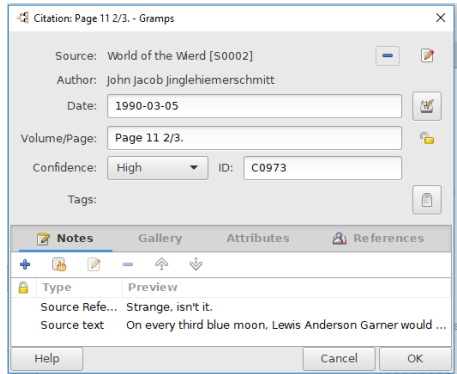 Citation: Page 11 2/3. - Gramps
Source: World of the Wierd [S0002]
Author: John Jacob Jinglehiemerschmitt
Date: 1990-03-05
Volume/Page: Page 11 2/3.
Confidence: High ID: C0973
Tags:
Notes Gallery Attributes References
Type Preview
Source Refe... Strange, isn't it.
Source text On every third blue moon, Lewis Anderson Garner would ...
Help Cancel OK